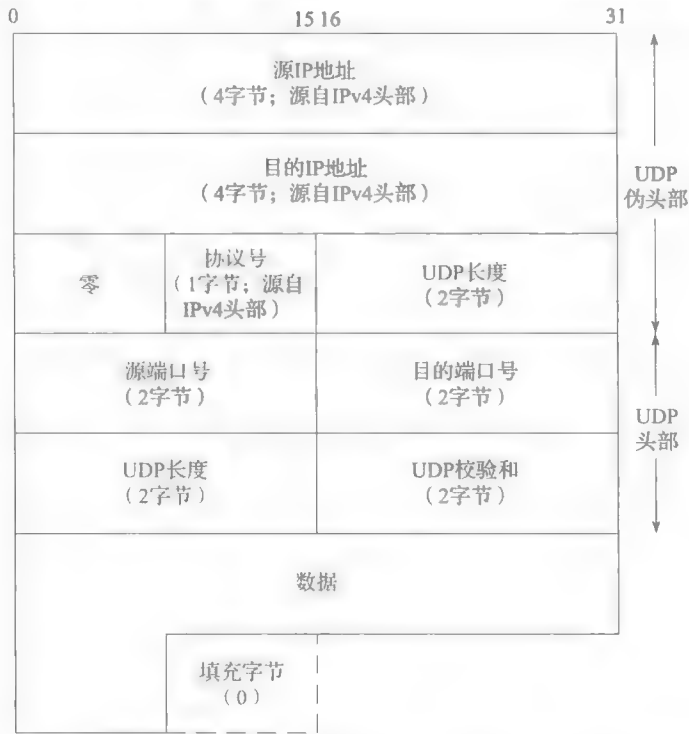 0 15 16 31
源IP地址
（4字节；源自IPv4头部）
目的IP地址
（4字节；源自IPv4头部）
UDP
伪头部
零
协议号
（1字节；源自
IPv4头部）
UDP长度
（2字节）
源端口号
（2字节）
目的端口号
（2字节）
UDP
头部
UDP长度
（2字节）
UDP校验和
（2字节）
数据
填充字节
（0）